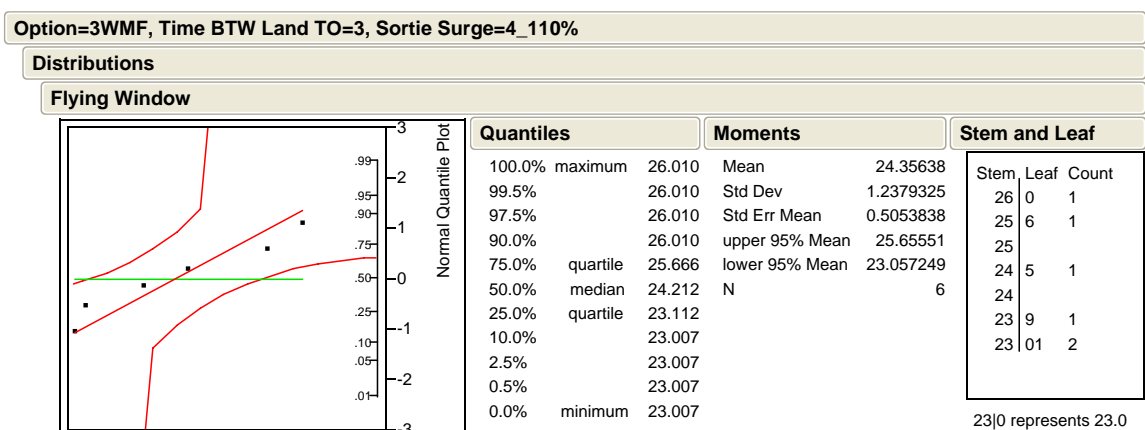 Option=3WMF, Time BTW Land TO=3, Sortie Surge=4_110%
Distributions
Flying Window
3
2
1
0
-1
-2
-3
.99
.95
.90
.75
.50
.25
.10
.05
.01
Normal Quantile Plot
Quantiles
100.0% maximum 26.010
99.5% 26.010
97.5% 26.010
90.0% 26.010
75.0% quartile 25.666
50.0% median 24.212
25.0% quartile 23.112
10.0% 23.007
2.5% 23.007
0.5% 23.007
0.0% minimum 23.007
Moments
Mean 24.35638
Std Dev 1.2379325
Std Err Mean 0.5053838
upper 95% Mean 25.65551
lower 95% Mean 23.057249
N 6
Stem and Leaf
Stem Leaf Count
26 0 1
25 6 1
25
24 5 1
24
23 9 1
23 01 2
23|0 represents 23.0